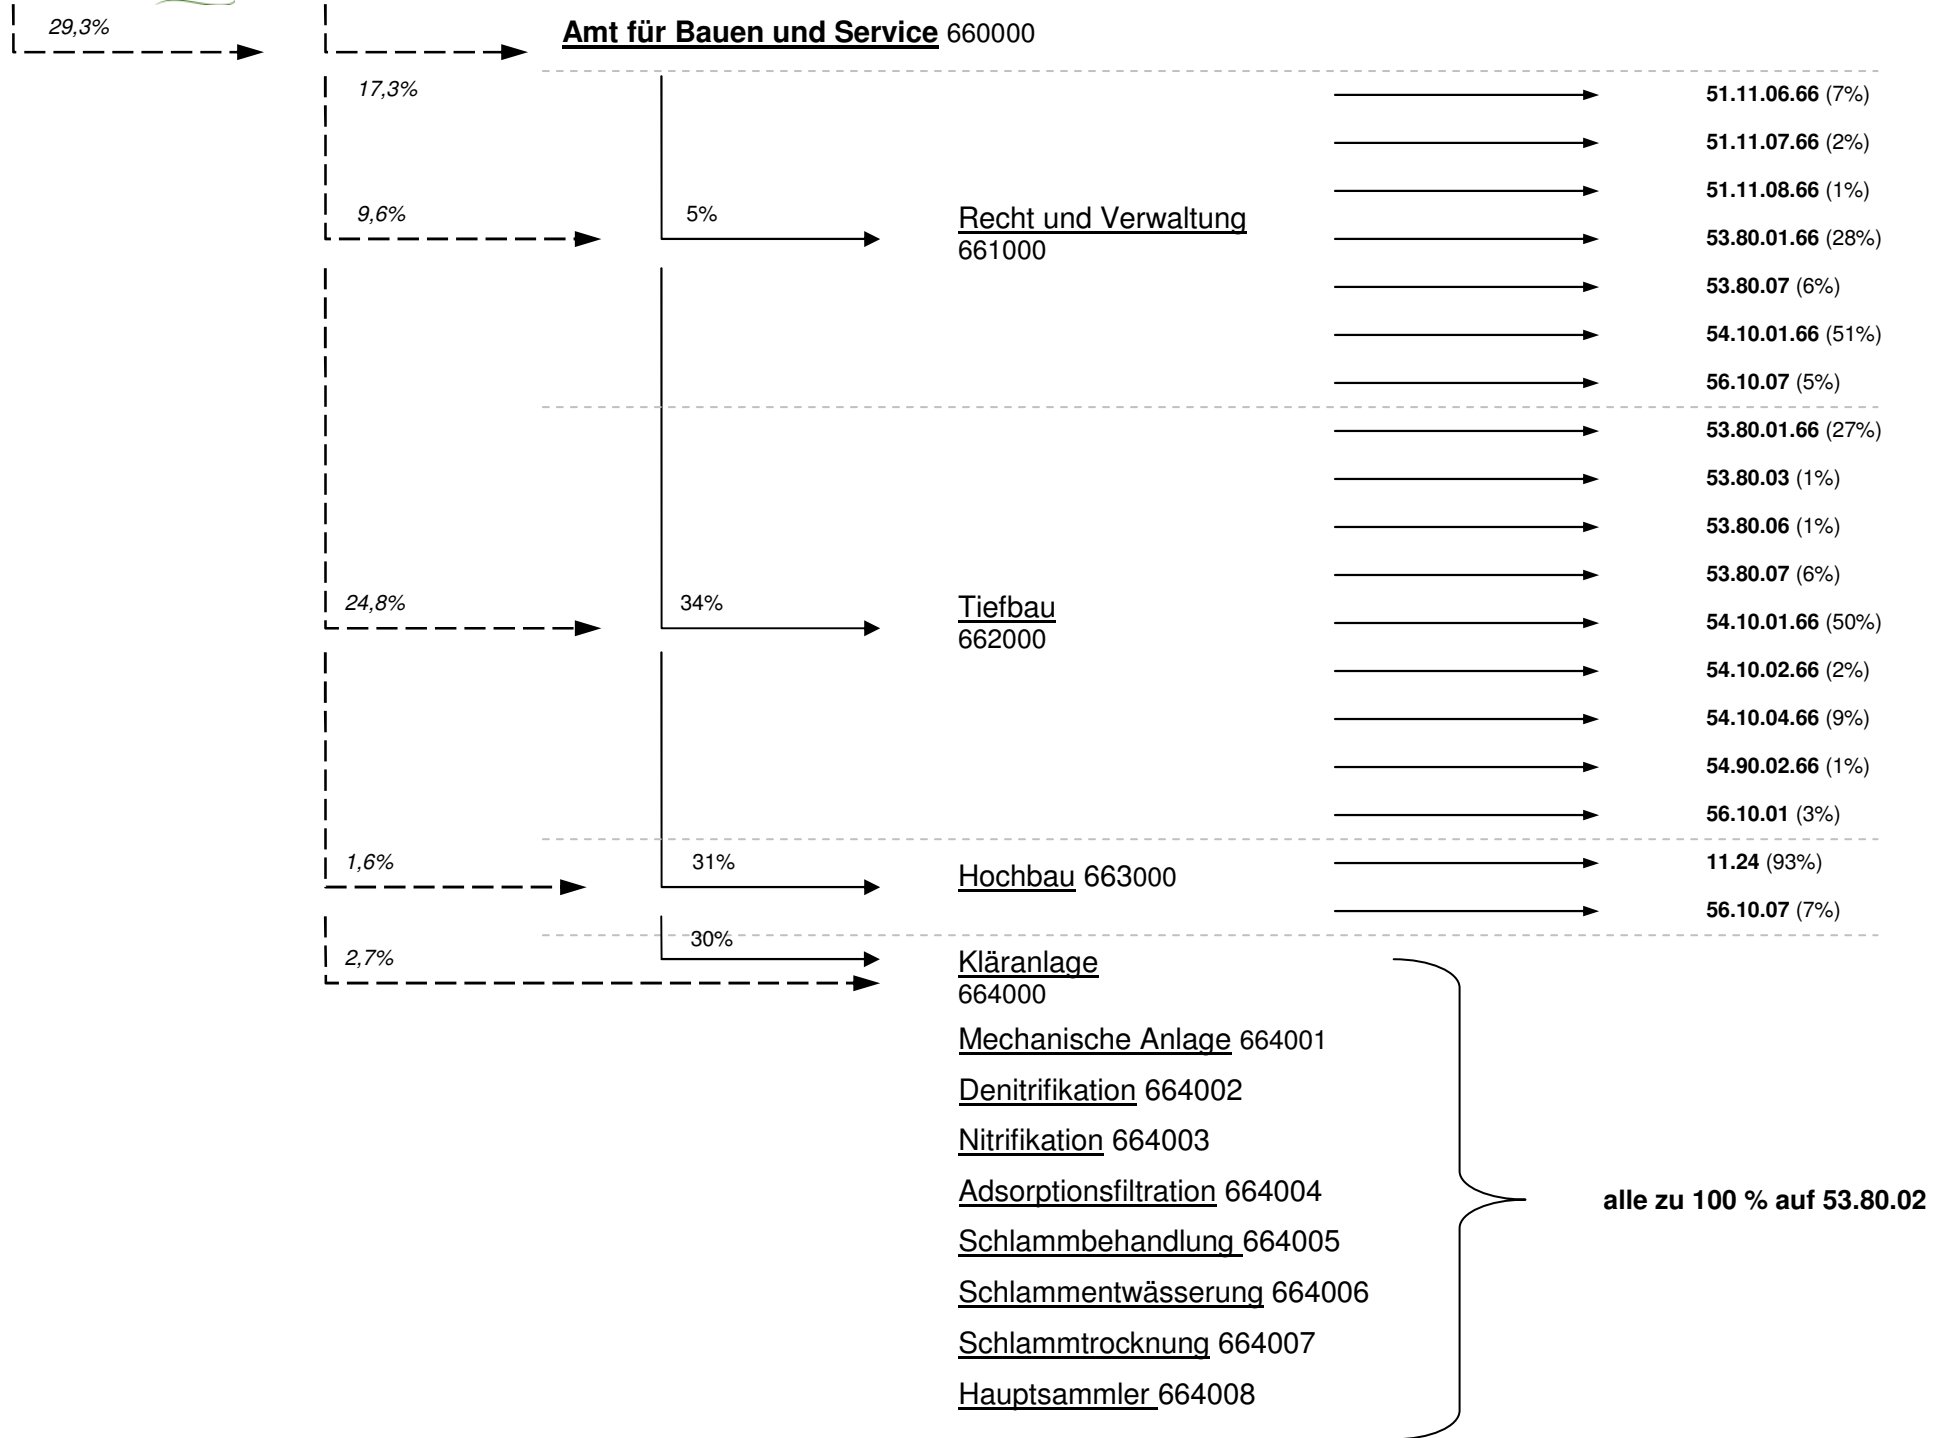 29,3%
Amt für Bauen und Service 660000
17,3%
51.11.06.66 (7%)
51.11.07.66 (2%)
51.11.08.66 (1%)
9,6%
5%
Recht und Verwaltung
661000
53.80.01.66 (28%)
53.80.07 (6%)
54.10.01.66 (51%)
56.10.07 (5%)
53.80.01.66 (27%)
53.80.03 (1%)
53.80.06 (1%)
53.80.07 (6%)
24,8%
34%
Tiefbau
662000
54.10.01.66 (50%)
54.10.02.66 (2%)
54.10.04.66 (9%)
54.90.02.66 (1%)
56.10.01 (3%)
1,6%
31%
Hochbau 663000
11.24 (93%)
56.10.07 (7%)
30%
2,7%
Kläranlage
664000
Mechanische Anlage 664001
Denitrifikation 664002
Nitrifikation 664003
Adsorptionsfiltration 664004
alle zu 100 % auf 53.80.02
Schlammbehandlung 664005
Schlammentwässerung 664006
Schlammtrocknung 664007
Hauptsammler 664008